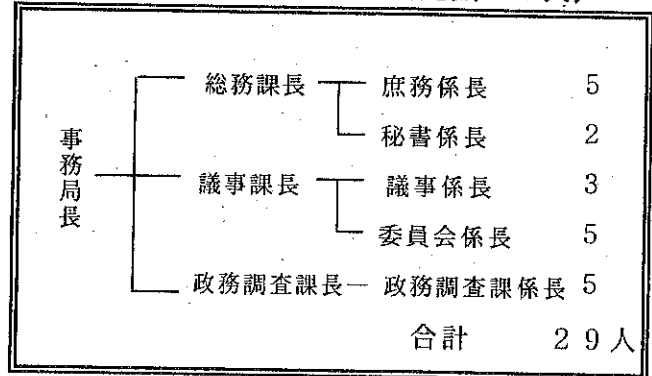 総務課長 庶務係長 5
秘書係長 2
事務局長
議事課長 議事係長 3
委員会係長 5
政務調査課長 政務調査課係長 5
合計 29人